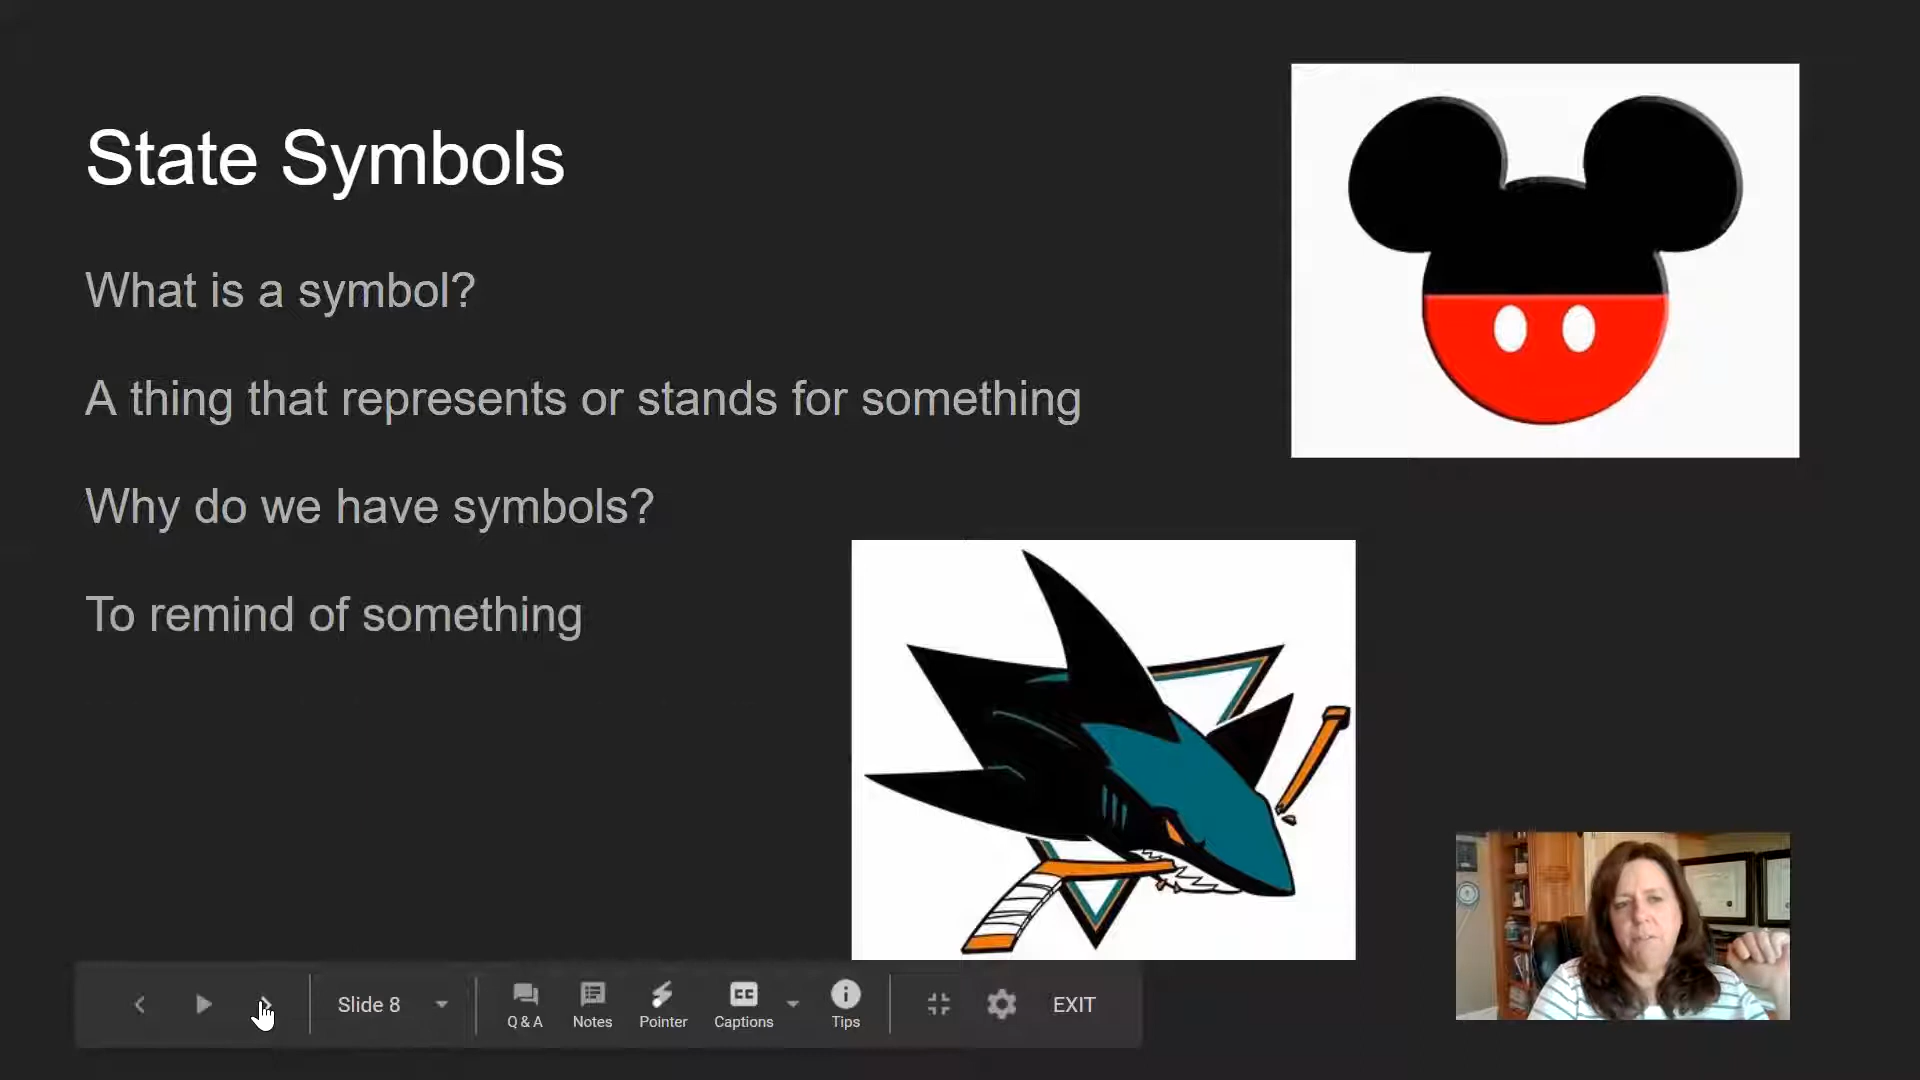 State Symbols
What is a symbol?
A thing that represents or stands for something
Why do we have symbols?
To remind of something
Slide 8
Q & A
Notes
Pointer
CC
Captions
Tips
EXIT